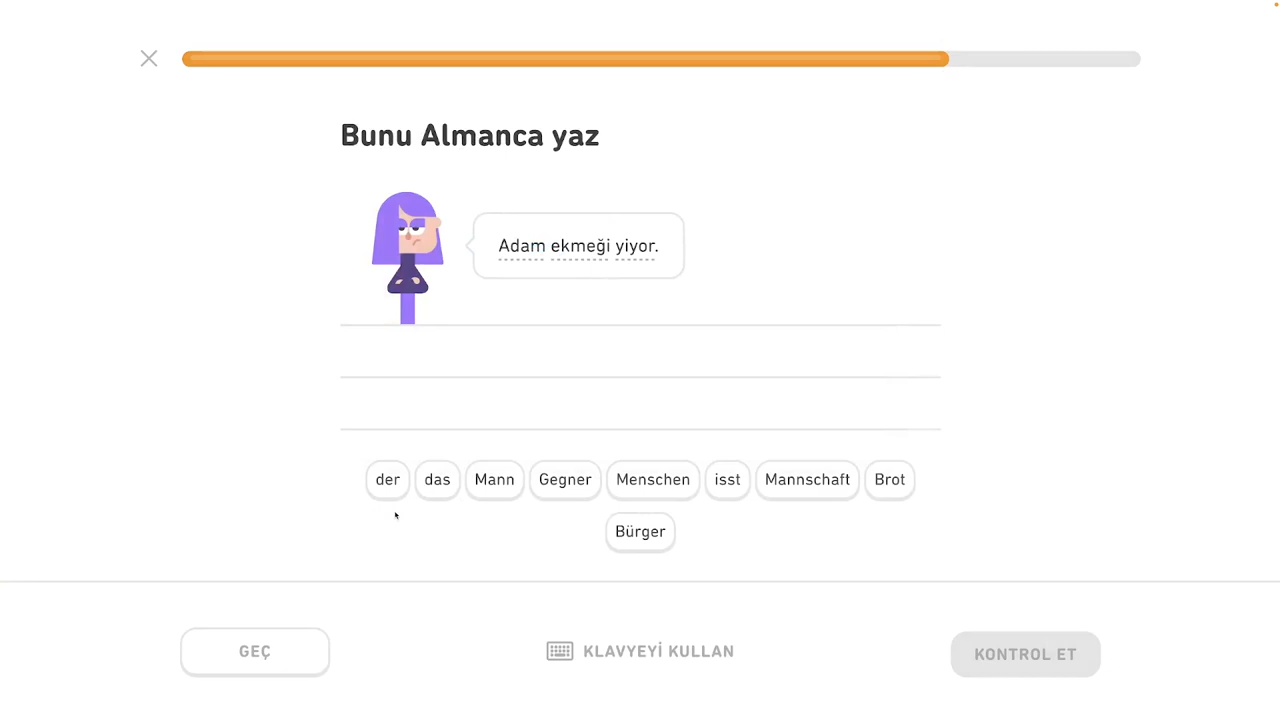 Bunu Almanca yaz
Adam ekmeği yiyor.
der das Mann Gegner Menschen isst Mannschaft Brot
Bürger
GEÇ KLAVYEYİ KULLAN KONTROL ET